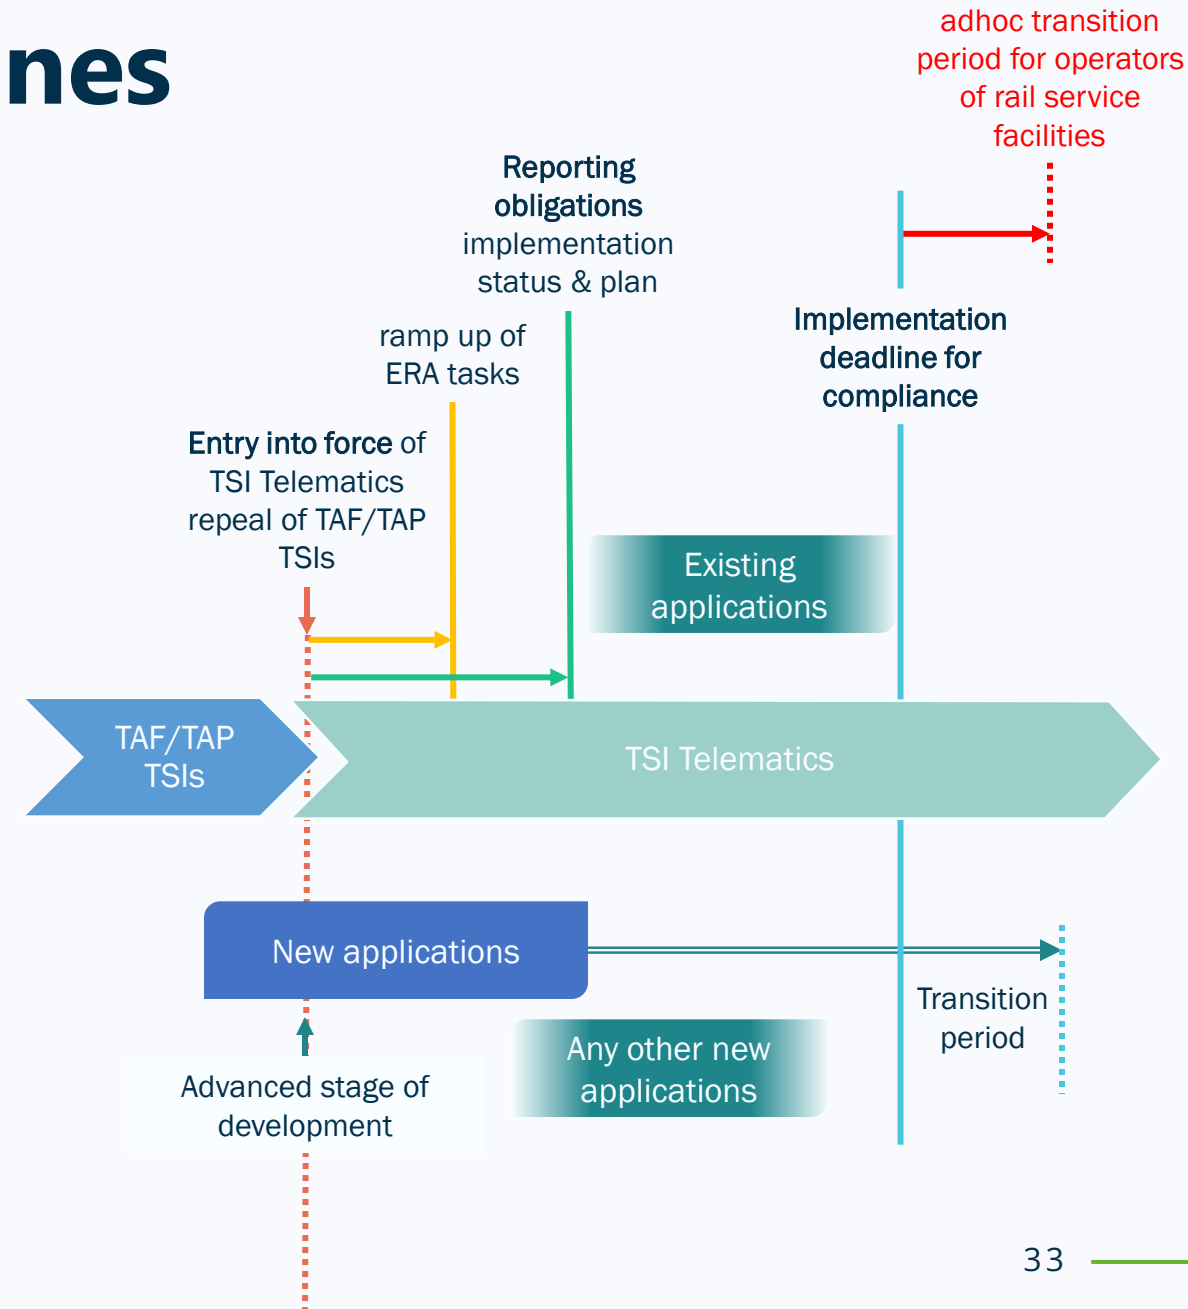 nes
adhoc transition
period for operators
of rail service
facilities
Reporting
obligations
implementation
status & plan
ramp up of
ERA tasks
Implementation
deadline for
compliance
Entry into force of
TSI Telematics
repeal of TAF/TAP
TSIs
Existing
applications
TAF/TAP
TSIs
TSI Telematics
New applications
Transition
period
Any other new
applications
Advanced stage of
development
33